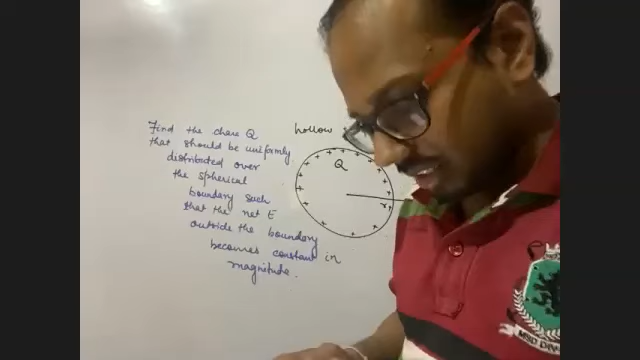 Find the chare Q
that should be uniformly
distributed over
the spherical
boundary such
that the net E
outside the boundary
becomes constant in
magnitude.
hollow
Q